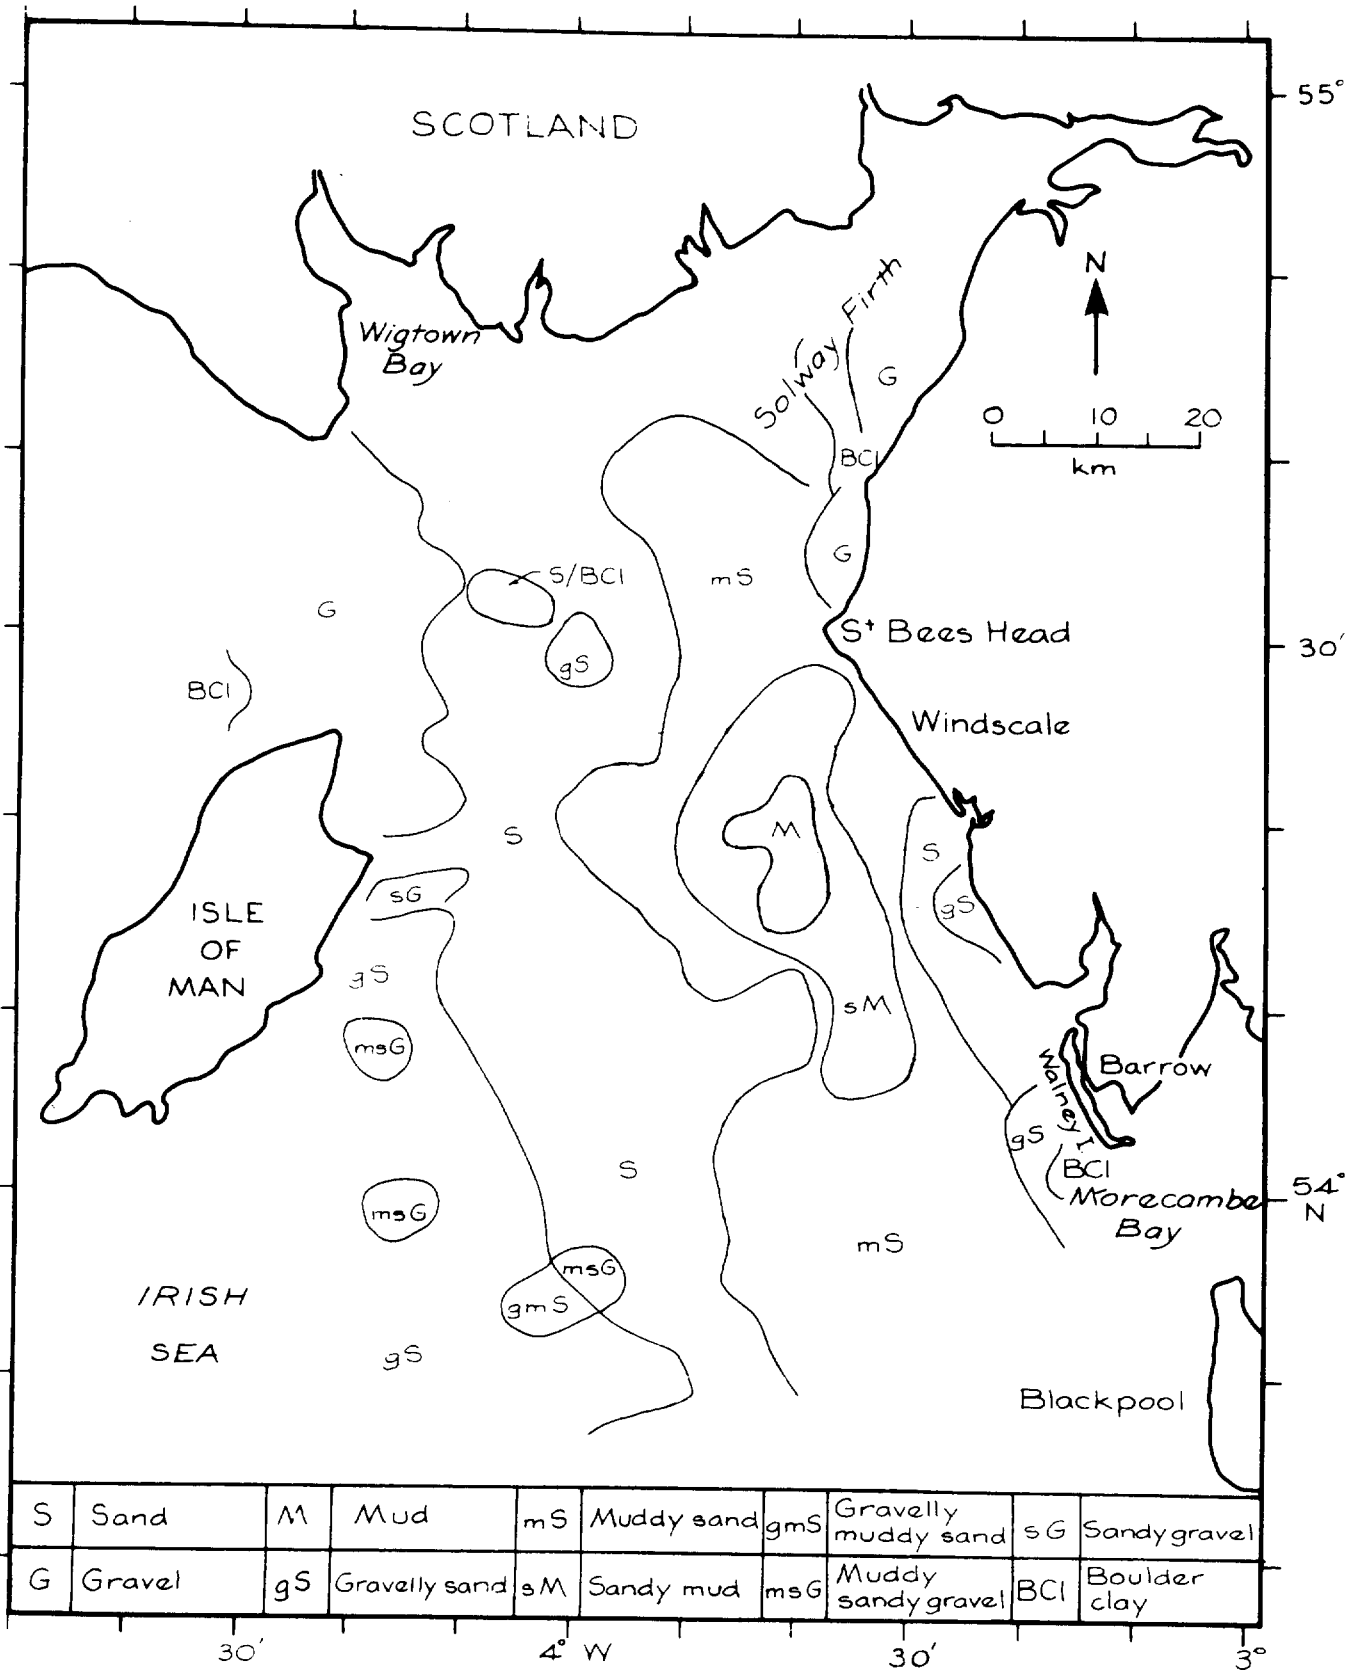 SCOTLAND
55°
Wigtown
Bay
Solway Firth
N
G
0 10 20
km
BCl
G
S/BCl
mS
G
gS
St Bees Head
30'
BCl
Windscale
S
M
S
sG
gS
ISLE
OF
MAN
gS
sM
msG
Barrow
Walney I.
gS
BCl
S
54°
N
Morecambe
Bay
msG
mS
msG
gmS
IRISH
SEA
gS
Blackpool
S Sand M Mud mS Muddy sand gmS Gravelly muddy sand sG Sandy gravel
G Gravel gS Gravelly sand sM Sandy mud msG Muddy sandy gravel BCl Boulder clay
30' 4° W 30' 3°